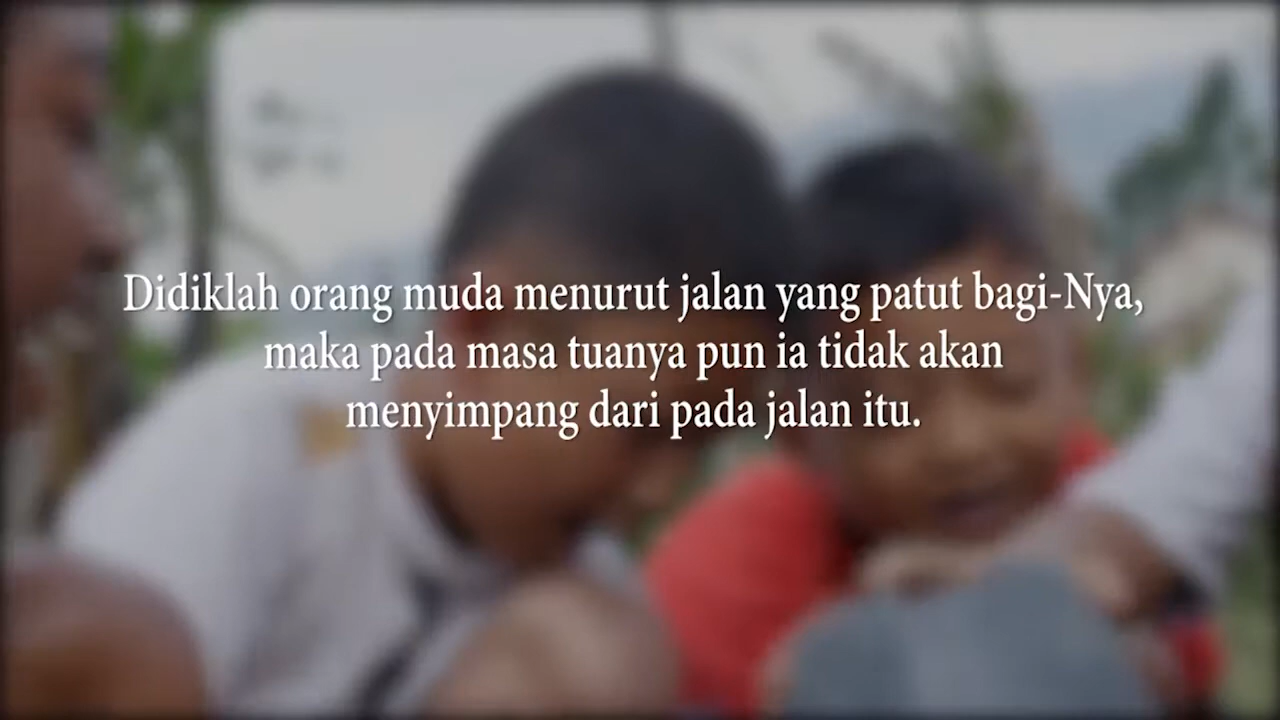 Didiklah orang muda menurut jalan yang patut bagi-Nya,
maka pada masa tuanya pun ia tidak akan
menyimpang dari pada jalan itu.